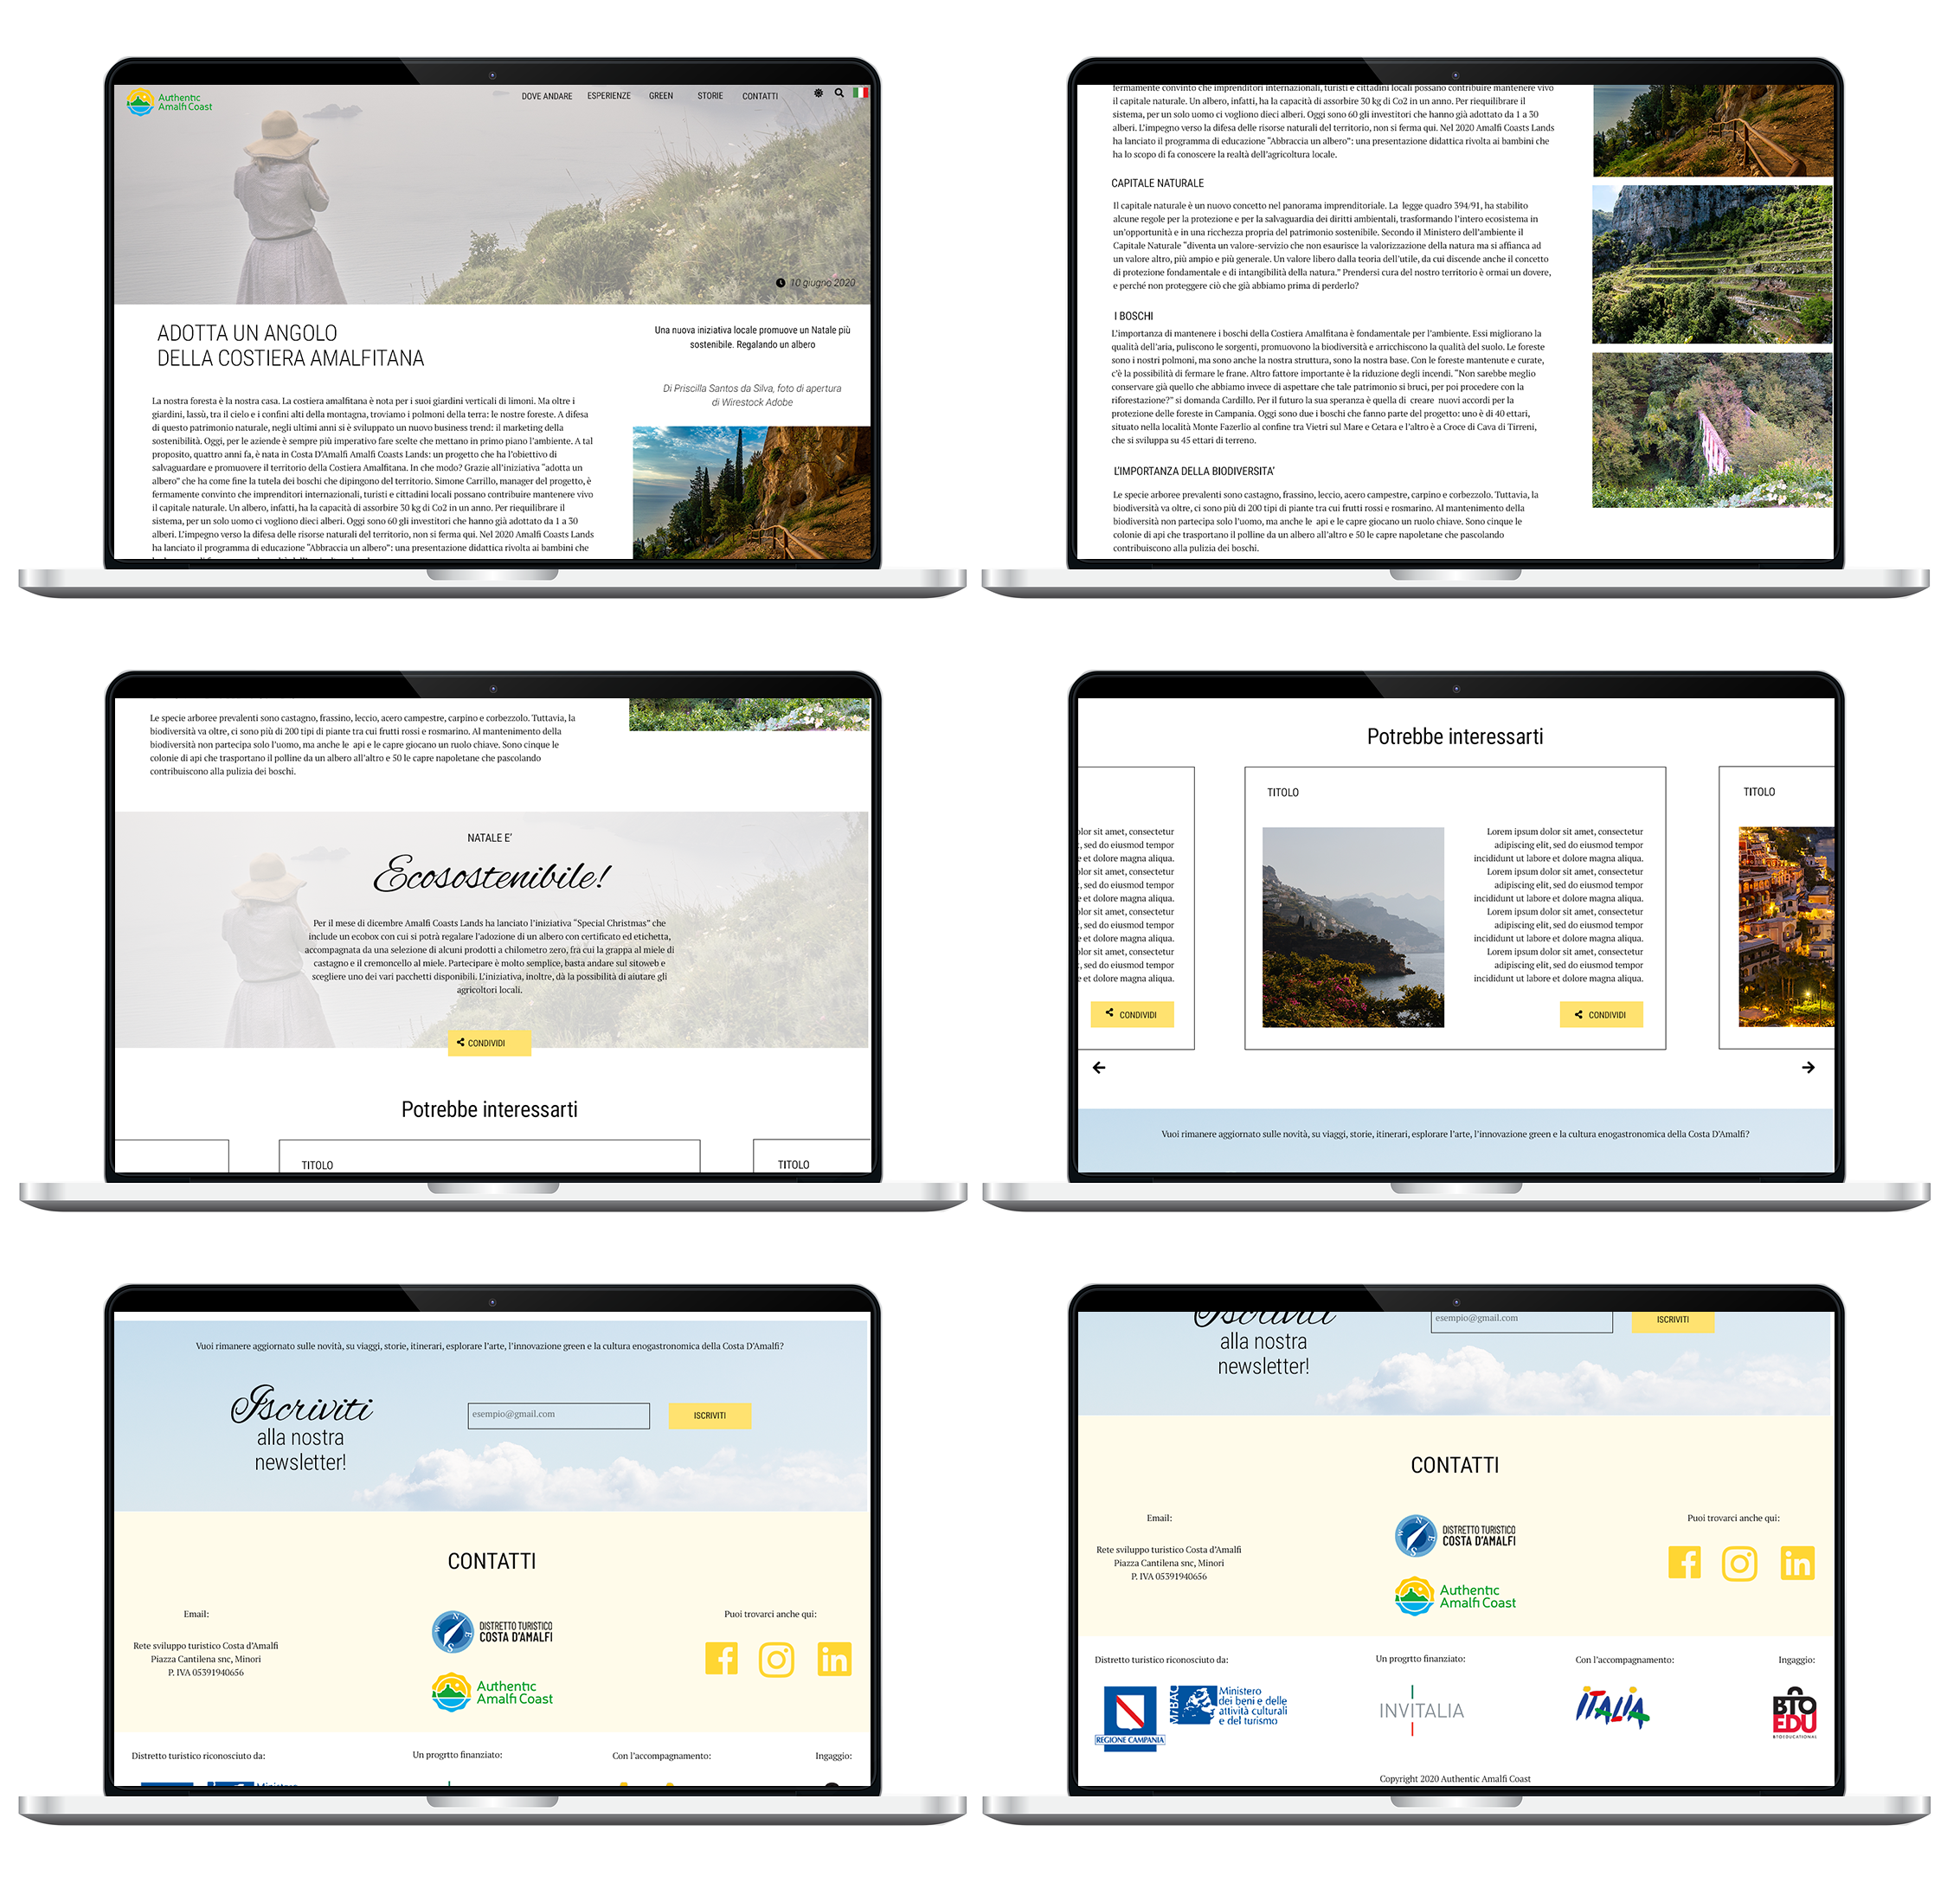 Authentic
Amalfi Coast
DOVE ANDARE
ESPERIENZE
GREEN
STORIE
CONTATTI
10 giugno 2020
ADOTTA UN ANGOLO
DELLA COSTIERA AMALFITANA
Una nuova iniziativa locale promuove un Natale più
sostenibile. Regalando un albero
Di Priscilla Santos da Silva, foto di apertura
di Wirestock Adobe
La nostra foresta è la nostra casa. La costiera amalfitana è nota per i suoi giardini verticali di limoni. Ma oltre i
giardini, lassù, tra il cielo e i confini alti della montagna, troviamo i polmoni della terra: le nostre foreste. A difesa
di questo patrimonio naturale, negli ultimi anni si è sviluppato un nuovo business trend: il marketing della
sostenibilità. Oggi, per le aziende è sempre più imperativo fare scelte che mettano in primo piano l'ambiente. A tal
proposito, quattro anni fa, è nata in Costa D'Amalfi Amalfi Coasts Lands: un progetto che ha l'obiettivo di
salvaguardare e promuovere il territorio della Costiera Amalfitana. In che modo? Grazie all'iniziativa "adotta un
albero" che ha come fine la tutela dei boschi che dipingono del territorio. Simone Carrillo, manager del progetto, è
fermamente convinto che imprenditori internazionali, turisti e cittadini locali possano contribuire mantenere vivo
il capitale naturale. Un albero, infatti, ha la capacità di assorbire 30 kg di Co2 in un anno. Per riequilibrare il
sistema, per un solo uomo ci vogliono dieci alberi. Oggi sono 60 gli investitori che hanno già adottato da 1 a 30
alberi. L'impegno verso la difesa delle risorse naturali del territorio, non si ferma qui. Nel 2020 Amalfi Coasts Lands
ha lanciato il programma di educazione "Abbraccia un albero": una presentazione didattica rivolta ai bambini che
fermamente convinto che imprenditori internazionali, turisti e cittadini locali possano contribuire mantenere vivo
il capitale naturale. Un albero, infatti, ha la capacità di assorbire 30 kg di Co2 in un anno. Per riequilibrare il
sistema, per un solo uomo ci vogliono dieci alberi. Oggi sono 60 gli investitori che hanno già adottato da 1 a 30
alberi. L'impegno verso la difesa delle risorse naturali del territorio, non si ferma qui. Nel 2020 Amalfi Coasts Lands
ha lanciato il programma di educazione "Abbraccia un albero": una presentazione didattica rivolta ai bambini che
ha lo scopo di fa conoscere la realtà dell'agricoltura locale.
CAPITALE NATURALE
Il capitale naturale è un nuovo concetto nel panorama imprenditoriale. La legge quadro 394/91, ha stabilito
alcune regole per la protezione e per la salvaguardia dei diritti ambientali, trasformando l'intero ecosistema in
un'opportunità e in una ricchezza propria del patrimonio sostenibile. Secondo il Ministero dell'ambiente il
Capitale Naturale "diventa un valore-servizio che non esaurisce la valorizzazione della natura ma si affianca ad
un valore altro, più ampio e più generale. Un valore libero dalla teoria dell'utile, da cui discende anche il concetto
di protezione fondamentale e di intangibilità della natura." Prendersi cura del nostro territorio è ormai un dovere,
e perché non proteggere ciò che già abbiamo prima di perderlo?
I BOSCHI
L'importanza di mantenere i boschi della Costiera Amalfitana è fondamentale per l'ambiente. Essi migliorano la
qualità dell'aria, puliscono le sorgenti, promuovono la biodiversità e arricchiscono la qualità del suolo. Le foreste
sono i nostri polmoni, ma sono anche la nostra struttura, sono la nostra base. Con le foreste mantenute e curate,
c'è la possibilità di fermare le frane. Altro fattore importante è la riduzione degli incendi. "Non sarebbe meglio
conservare già quello che abbiamo invece di aspettare che tale patrimonio si bruci, per poi procedere con la
riforestazione?" si domanda Cardillo. Per il futuro la sua speranza è quella di creare nuovi accordi per la
protezione delle foreste in Campania. Oggi sono due i boschi che fanno parte del progetto: uno è di 40 ettari,
situato nella località Monte Fazerlio al confine tra Vietri sul Mare e Cetara e l'altro è a Croce di Cava di Tirreni,
che si sviluppa su 45 ettari di terreno.
L'IMPORTANZA DELLA BIODIVERSITA'
Le specie arboree prevalenti sono castagno, frassino, leccio, acero campestre, carpino e corbezzolo. Tuttavia, la
biodiversità va oltre, ci sono più di 200 tipi di piante tra cui frutti rossi e rosmarino. Al mantenimento della
biodiversità non partecipa solo l'uomo, ma anche le api e le capre giocano un ruolo chiave. Sono cinque le
colonie di api che trasportano il polline da un albero all'altro e 50 le capre napoletane che pascolando
contribuiscono alla pulizia dei boschi.
Le specie arboree prevalenti sono castagno, frassino, leccio, acero campestre, carpino e corbezzolo. Tuttavia, la
biodiversità va oltre, ci sono più di 200 tipi di piante tra cui frutti rossi e rosmarino. Al mantenimento della
biodiversità non partecipa solo l'uomo, ma anche le api e le capre giocano un ruolo chiave. Sono cinque le
colonie di api che trasportano il polline da un albero all'altro e 50 le capre napoletane che pascolando
contribuiscono alla pulizia dei boschi.
NATALE E'
Ecosostenibile!
Per il mese di dicembre Amalfi Coasts Lands ha lanciato l'iniziativa "Special Christmas" che
include un ecobox con cui si potrà regalare l'adozione di un albero con certificato ed etichetta,
accompagnata da una selezione di alcuni prodotti a chilometro zero, fra cui la grappa al miele di
castagno e il cremoncello al miele. Partecipare è molto semplice, basta andare sul sitoweb e
scegliere uno dei vari pacchetti disponibili. L'iniziativa, inoltre, dà la possibilità di aiutare gli
agricoltori locali.
CONDIVIDI
Potrebbe interessarti
TITOLO
TITOLO
Potrebbe interessarti
dolor sit amet, consectetur
, sed do eiusmod tempor
e et dolore magna aliqua.
dolor sit amet, consectetur
, sed do eiusmod tempor
e et dolore magna aliqua.
dolor sit amet, consectetur
, sed do eiusmod tempor
e et dolore magna aliqua.
dolor sit amet, consectetur
, sed do eiusmod tempor
e et dolore magna aliqua.
CONDIVIDI
TITOLO
Lorem ipsum dolor sit amet, consectetur
adipiscing elit, sed do eiusmod tempor
incididunt ut labore et dolore magna aliqua.
Lorem ipsum dolor sit amet, consectetur
adipiscing elit, sed do eiusmod tempor
incididunt ut labore et dolore magna aliqua.
Lorem ipsum dolor sit amet, consectetur
adipiscing elit, sed do eiusmod tempor
incididunt ut labore et dolore magna aliqua.
Lorem ipsum dolor sit amet, consectetur
adipiscing elit, sed do eiusmod tempor
incididunt ut labore et dolore magna aliqua.
CONDIVIDI
TITOLO
Vuoi rimanere aggiornato sulle novità, su viaggi, storie, itinerari, esplorare l'arte, l'innovazione green e la cultura enogastronomica della Costa D'Amalfi?
Vuoi rimanere aggiornato sulle novità, su viaggi, storie, itinerari, esplorare l'arte, l'innovazione green e la cultura enogastronomica della Costa D'Amalfi?
Iscriviti
alla nostra
newsletter!
esempio@gmail.com
ISCRIVITI
CONTATTI
Email:
Rete sviluppo turistico Costa d'Amalfi
Piazza Cantilena snc, Minori
P. IVA 05391940656
N
E
S
W
DISTRETTO TURISTICO
COSTA D'AMALFI
Authentic
Amalfi Coast
Puoi trovarci anche qui:
Distretto turistico riconosciuto da:
Un progrtto finanziato:
Con l'accompagnamento:
Ingaggio:
Ministero
Iscriviti
alla nostra
newsletter!
esempio@gmail.com
ISCRIVITI
CONTATTI
Email:
Rete sviluppo turistico Costa d'Amalfi
Piazza Cantilena snc, Minori
P. IVA 05391940656
N
E
S
W
DISTRETTO TURISTICO
COSTA D'AMALFI
Authentic
Amalfi Coast
Puoi trovarci anche qui:
Distretto turistico riconosciuto da:
REGIONE CAMPANIA
MiBAC
Ministero
dei beni e delle
attività culturali
e del turismo
Un progrtto finanziato:
INVITALIA
Con l'accompagnamento:
ITALIA
Ingaggio:
BTO
EDU
BTOEDUCATIONAL
Copyright 2020 Authentic Amalfi Coast